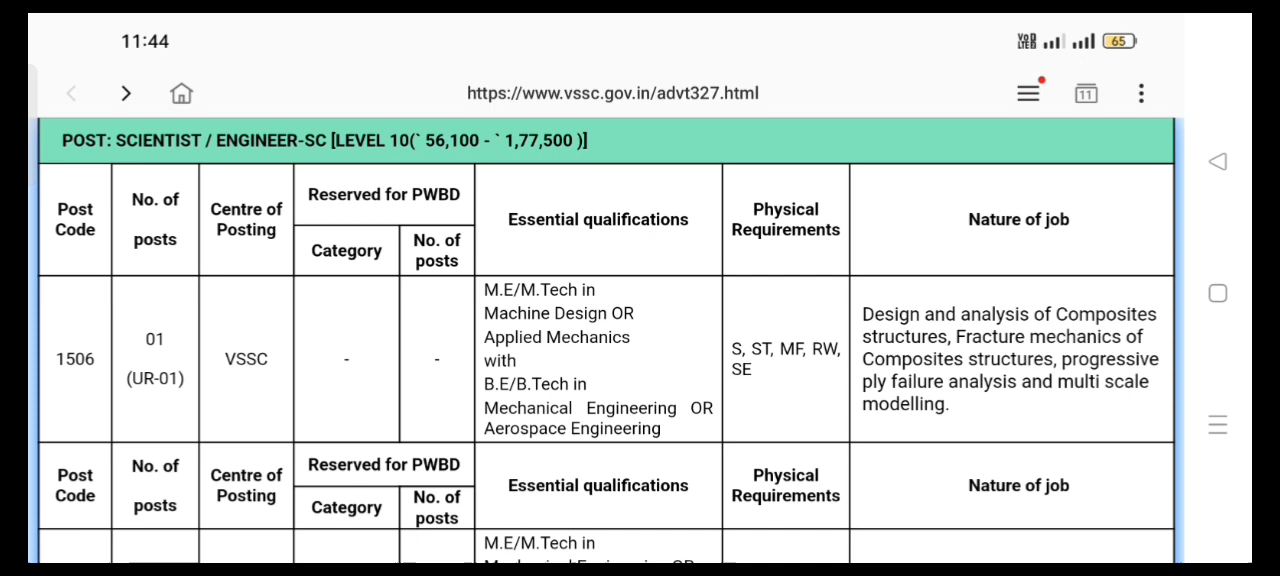 11:44
VoD LTED
65
https://www.vssc.gov.in/advt327.html
11
POST: SCIENTIST / ENGINEER-SC [LEVEL 10(` 56,100 - ` 1,77,500 )]
Post Code
No. of posts
Centre of Posting
Reserved for PWBD
Category
No. of posts
Essential qualifications
Physical Requirements
Nature of job
1506
01
(UR-01)
VSSC
-
-
M.E/M.Tech in
Machine Design OR
Applied Mechanics
with
B.E/B.Tech in
Mechanical Engineering OR
Aerospace Engineering
S, ST, MF, RW,
SE
Design and analysis of Composites
structures, Fracture mechanics of
Composites structures, progressive
ply failure analysis and multi scale
modelling.
Post Code
No. of posts
Centre of Posting
Reserved for PWBD
Category
No. of posts
Essential qualifications
Physical Requirements
Nature of job
M.E/M.Tech in